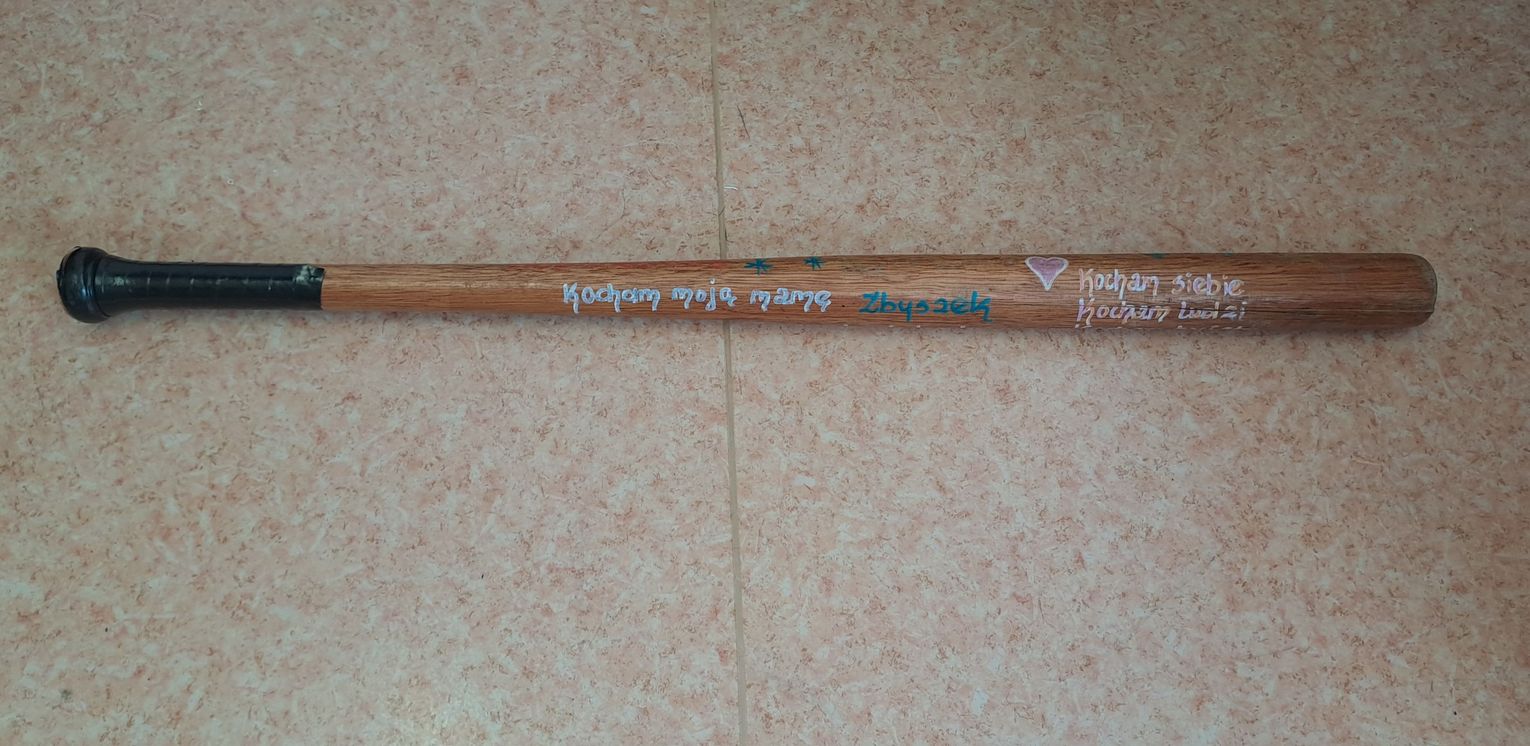 Kocham moją mamę
Zbyszek
Kocham siebie
Kocham ludzi